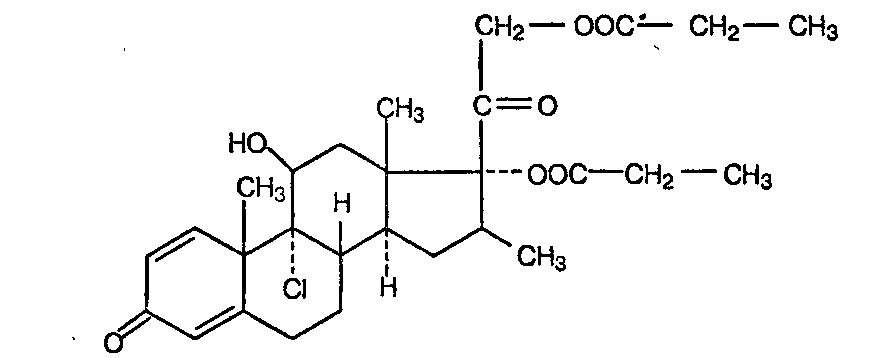 CH2 OOC CH2 CH3
CH3 C O
HO OOC CH2 CH3
CH3 H
CH3
Cl H
O